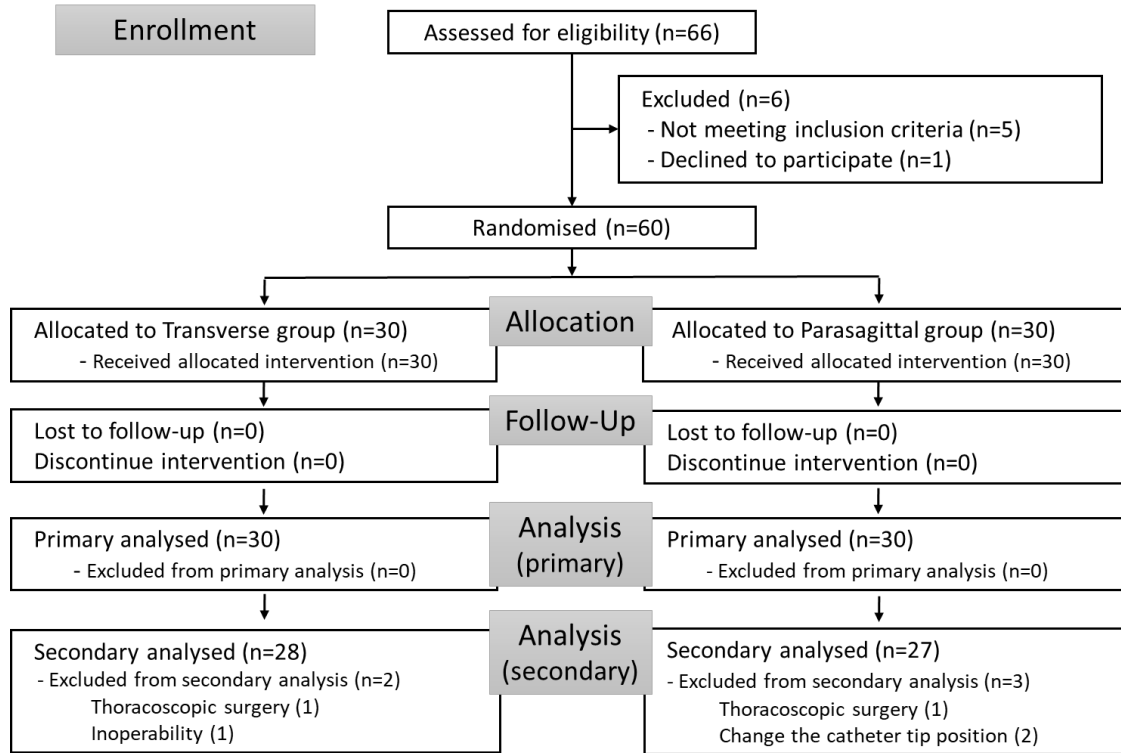 Enrollment
Assessed for eligibility (n=66)
Excluded (n=6)
- Not meeting inclusion criteria (n=5)
- Declined to participate (n=1)
Randomised (n=60)
Allocation
Allocated to Transverse group (n=30)
- Received allocated intervention (n=30)
Allocated to Parasagittal group (n=30)
- Received allocated intervention (n=30)
Follow-Up
Lost to follow-up (n=0)
Discontinue intervention (n=0)
Lost to follow-up (n=0)
Discontinue intervention (n=0)
Analysis
(primary)
Primary analysed (n=30)
- Excluded from primary analysis (n=0)
Primary analysed (n=30)
- Excluded from primary analysis (n=0)
Analysis
(secondary)
Secondary analysed (n=28)
- Excluded from secondary analysis (n=2)
Thoracoscopic surgery (1)
Inoperability (1)
Secondary analysed (n=27)
- Excluded from secondary analysis (n=3)
Thoracoscopic surgery (1)
Change the catheter tip position (2)